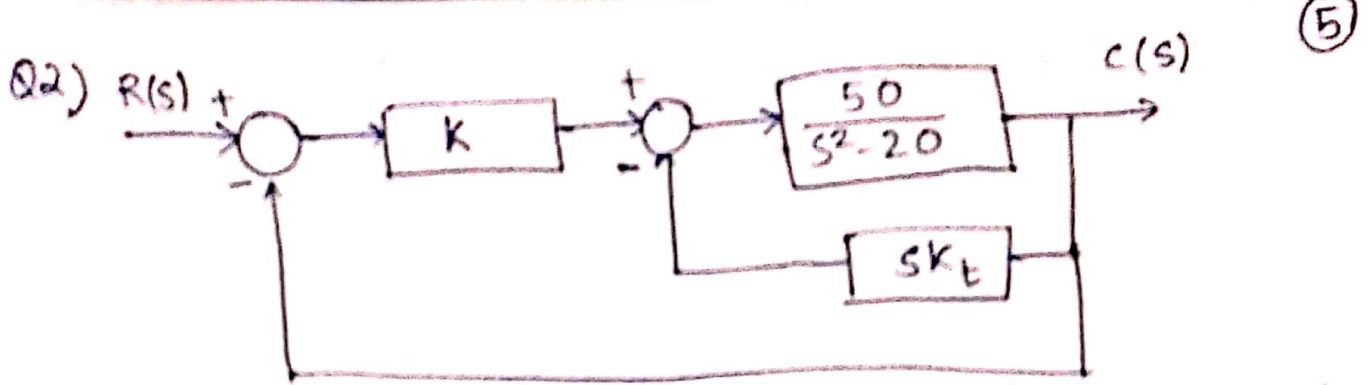 ⑤
Q2) R(s) + - K + - 50 C(s)
s²-20
sKt